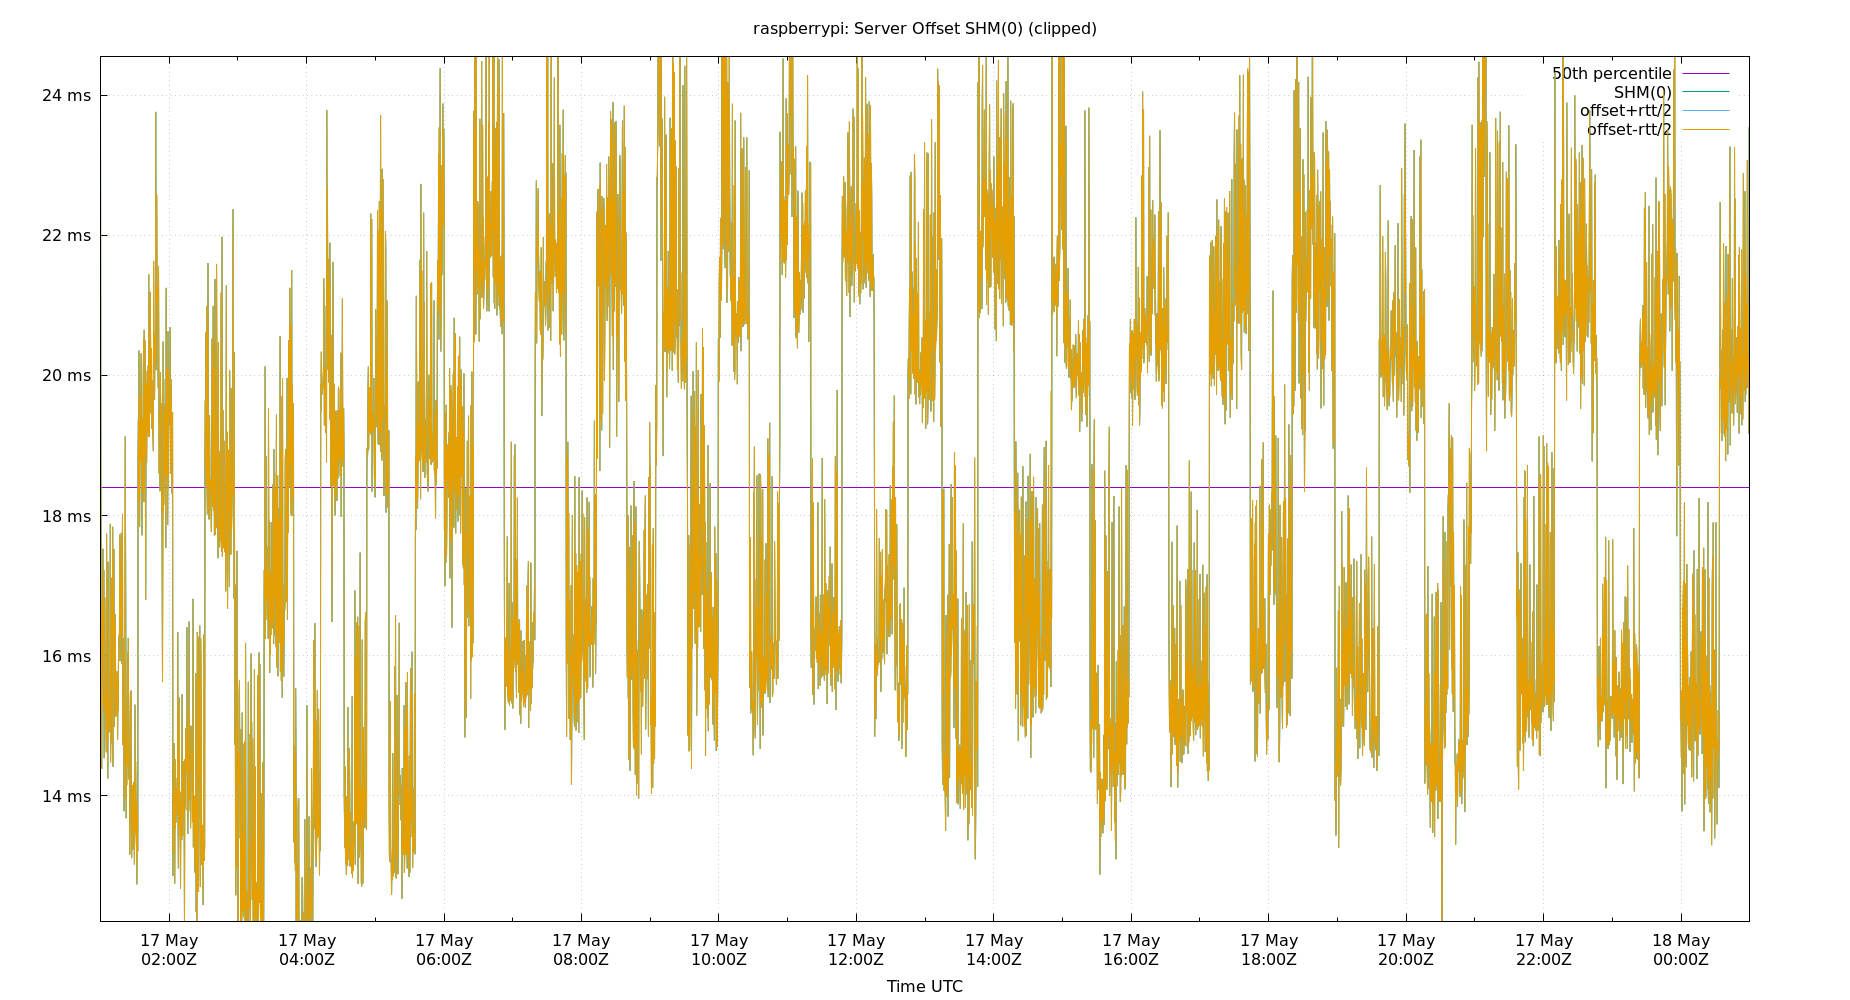 raspberrypi: Server Offset SHM(0) (clipped)
50th percentile
SHM(0)
offset+rtt/2
offset-rtt/2
24 ms
22 ms
20 ms
18 ms
16 ms
14 ms
17 May 17 May 17 May 17 May 17 May 17 May 17 May 17 May 17 May 17 May 17 May 18 May
02:00Z 04:00Z 06:00Z 08:00Z 10:00Z 12:00Z 14:00Z 16:00Z 18:00Z 20:00Z 22:00Z 00:00Z
Time UTC